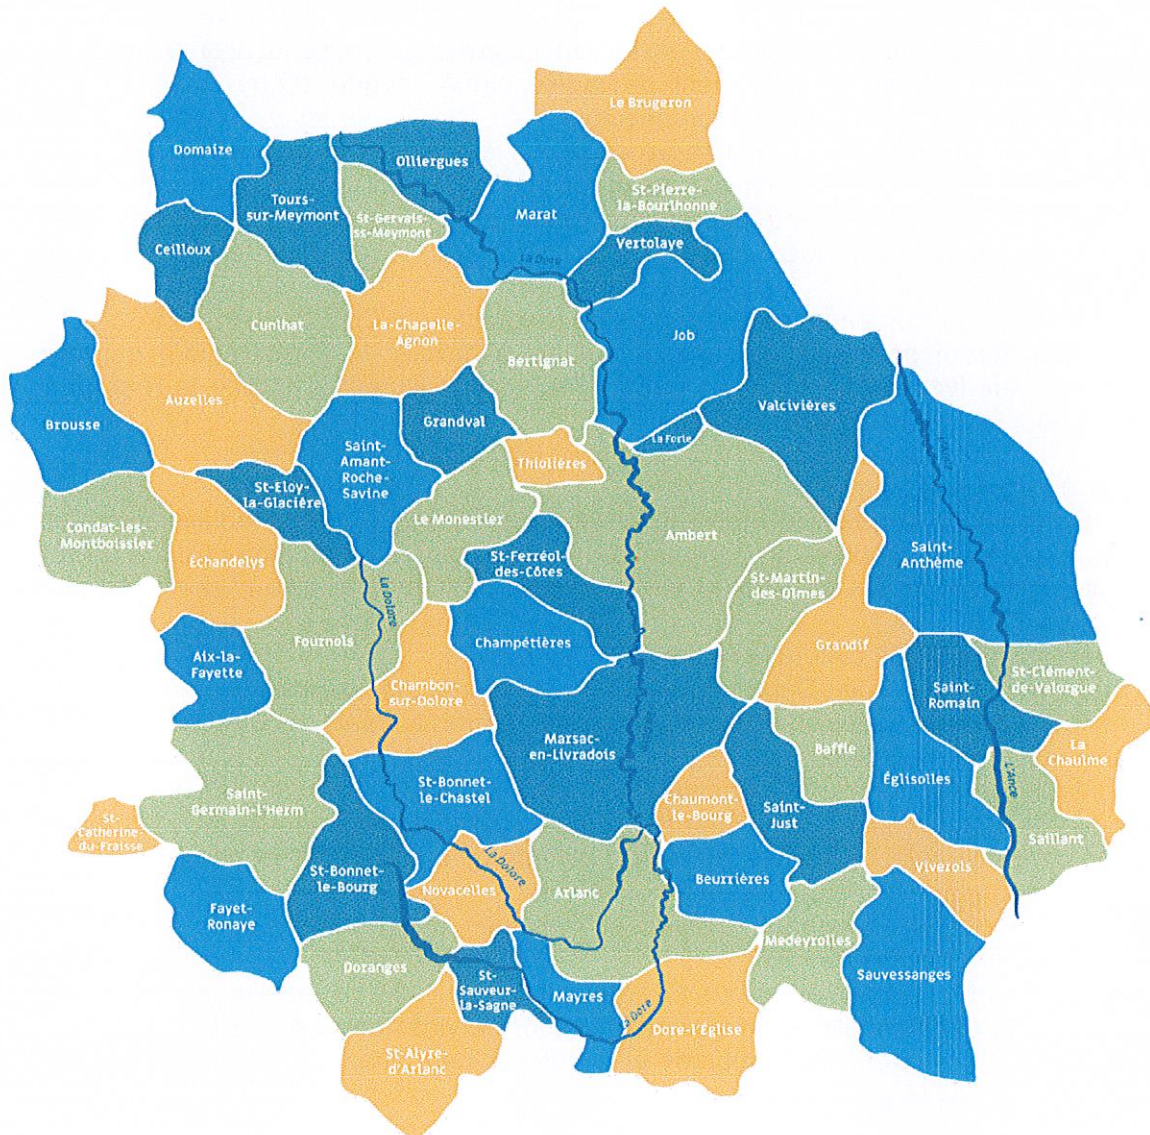 Le Brugeron
Domaize
Olliergues
St-Pierre-
la-Bourlhonne
Tours-
sur-Meymont
St-Gervais-
ss-Meymont
Marat
Vertolaye
Ceilloux
La Dore
Cunlhat
La-Chapelle-
Agnon
Job
Bertignat
Auzelles
Valcivières
Brousse
Grandval
La Forie
Saint-
Amant-
Roche-
Savine
Thiolières
St-Eloy-
la-Glacière
Le Monestier
Condat-les-
Montboissier
Ambert
Échandelys
St-Ferréol-
des-Côtes
Saint-
Anthème
St-Martin-
des-Olmes
La Dolore
Fournols
Champétières
Grandif
Aix-la-
Fayette
Chambon-
sur-Dolore
St-Clément-
de-Valorgue
Saint-
Romain
Marsac-
en-Livradois
Baffie
La
Chaulme
St-Bonnet-
le-Chastel
Églisolles
L'Ance
Saint-
Germain-l'Herm
Chaumont-
le-Bourg
Saint-
Just
St-
Catherine-
du-Fraisse
Saillant
La Dolore
St-Bonnet-
le-Bourg
Viverols
Novacelles
Arlanc
Beurrières
Fayet-
Ronaye
Medeyrolles
Doranges
St-
Sauveur-
la-Sagne
Mayres
Sauvessanges
La Dore
Dore-l'Église
St-Alyre-
d'Arlanc